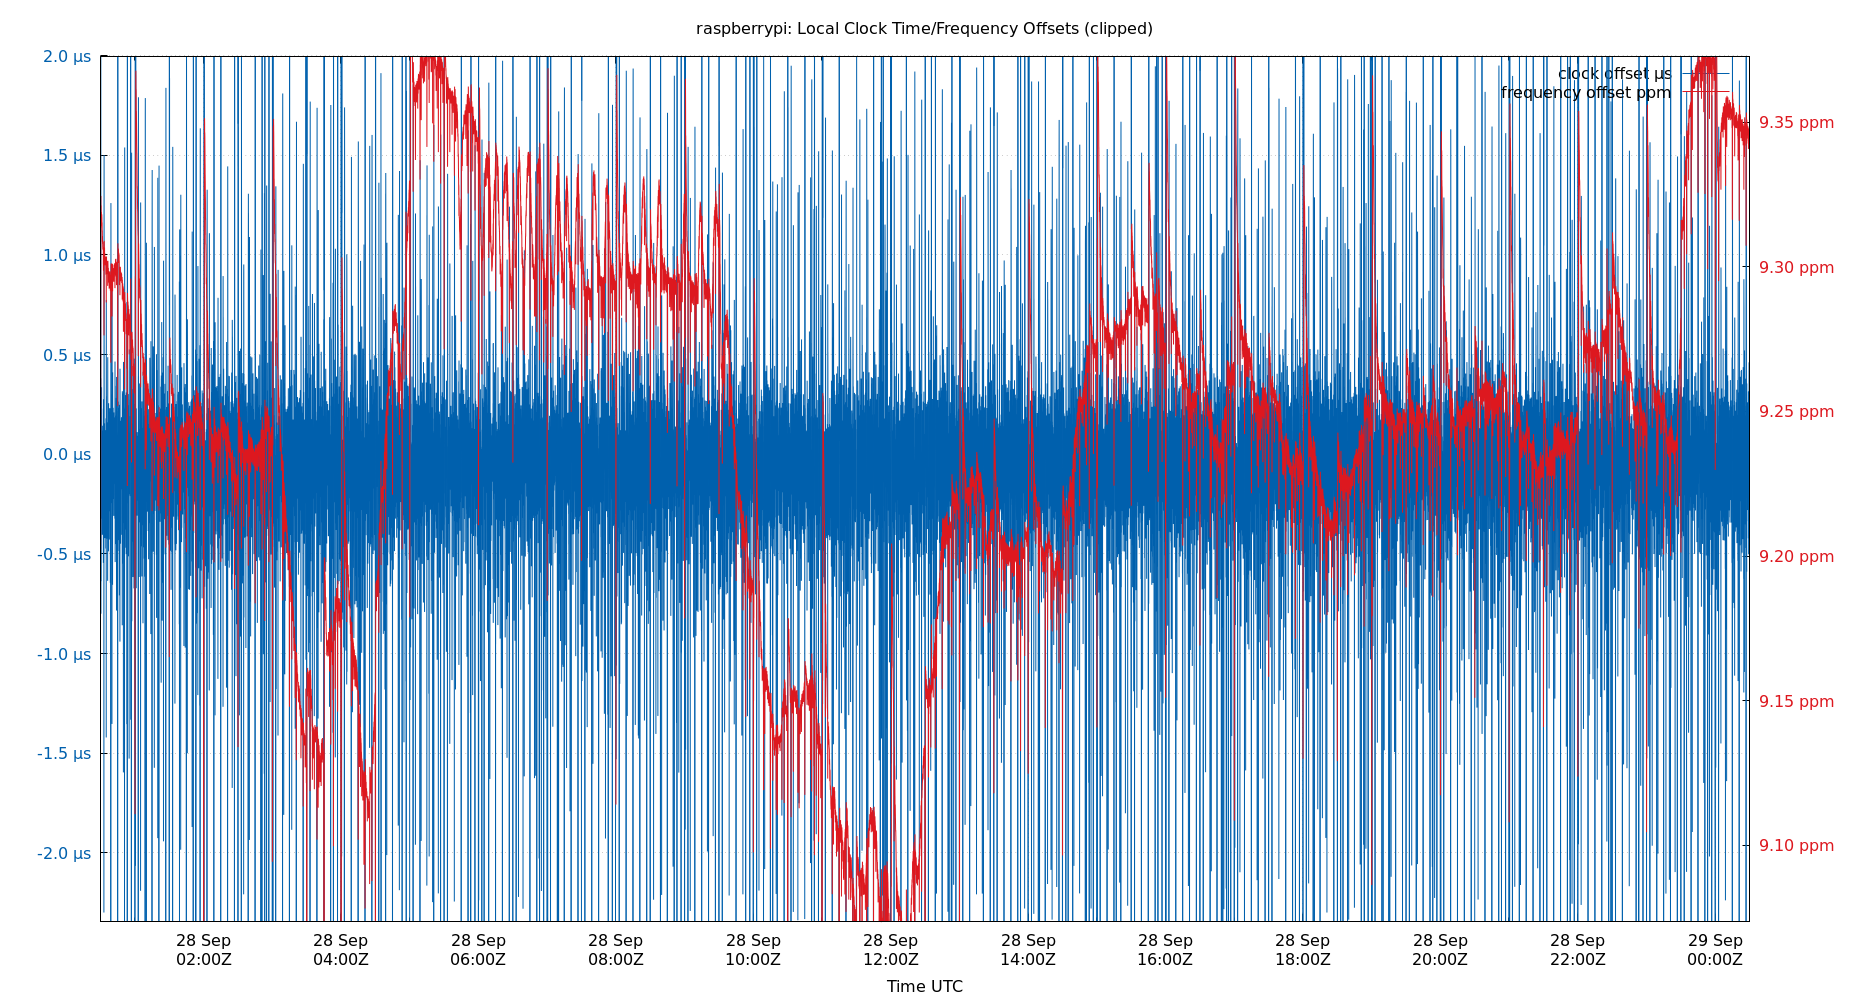 raspberrypi: Local Clock Time/Frequency Offsets (clipped)
2.0 µs
1.5 µs
1.0 µs
0.5 µs
0.0 µs
-0.5 µs
-1.0 µs
-1.5 µs
-2.0 µs
clock offset µs
frequency offset ppm
9.35 ppm
9.30 ppm
9.25 ppm
9.20 ppm
9.15 ppm
9.10 ppm
28 Sep 28 Sep 28 Sep 28 Sep 28 Sep 28 Sep 28 Sep 28 Sep 28 Sep 28 Sep 28 Sep 29 Sep
02:00Z 04:00Z 06:00Z 08:00Z 10:00Z 12:00Z 14:00Z 16:00Z 18:00Z 20:00Z 22:00Z 00:00Z
Time UTC